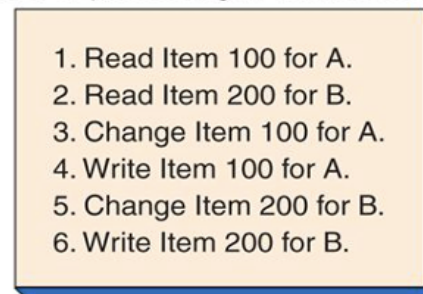 1. Read Item 100 for A.
2. Read Item 200 for B.
3. Change Item 100 for A.
4. Write Item 100 for A.
5. Change Item 200 for B.
6. Write Item 200 for B.